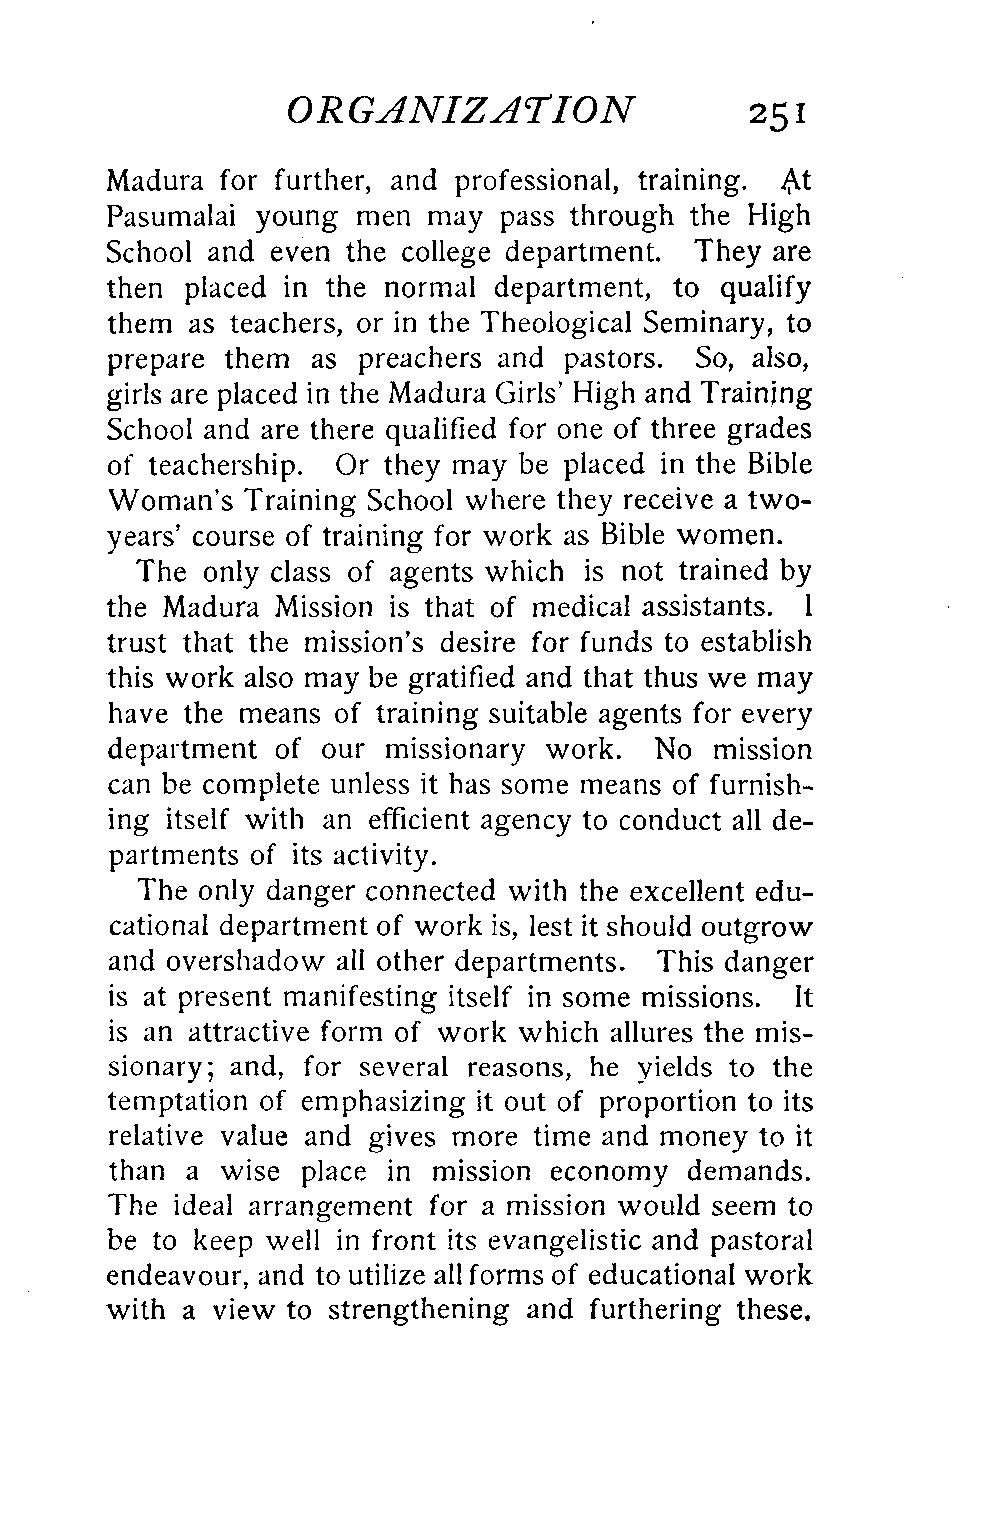 ORGANIZATION 251
Madura for further, and professional, training. At
Pasumalai young men may pass through the High
School and even the college department. They are
then placed in the normal department, to qualify
them as teachers, or in the Theological Seminary, to
prepare them as preachers and pastors. So, also,
girls are placed in the Madura Girls' High and Training
School and are there qualified for one of three grades
of teachership. Or they may be placed in the Bible
Woman's Training School where they receive a two-
years' course of training for work as Bible women.
The only class of agents which is not trained by
the Madura Mission is that of medical assistants. I
trust that the mission's desire for funds to establish
this work also may be gratified and that thus we may
have the means of training suitable agents for every
department of our missionary work. No mission
can be complete unless it has some means of furnish-
ing itself with an efficient agency to conduct all de-
partments of its activity.
The only danger connected with the excellent edu-
cational department of work is, lest it should outgrow
and overshadow all other departments. This danger
is at present manifesting itself in some missions. It
is an attractive form of work which allures the mis-
sionary; and, for several reasons, he yields to the
temptation of emphasizing it out of proportion to its
relative value and gives more time and money to it
than a wise place in mission economy demands.
The ideal arrangement for a mission would seem to
be to keep well in front its evangelistic and pastoral
endeavour, and to utilize all forms of educational work
with a view to strengthening and furthering these.